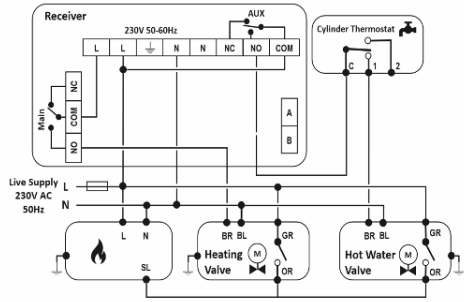 Receiver
AUX
230V 50-60Hz
L L N N NC NO COM
Cylinder Thermostat
C 1 2
NC
COM
NO
Main
A
B
Live Supply
230V AC
50Hz
L
N
L N
SL
BR BL GR
Heating
Valve
M
OR
BR BL GR
Hot Water
Valve
M
OR